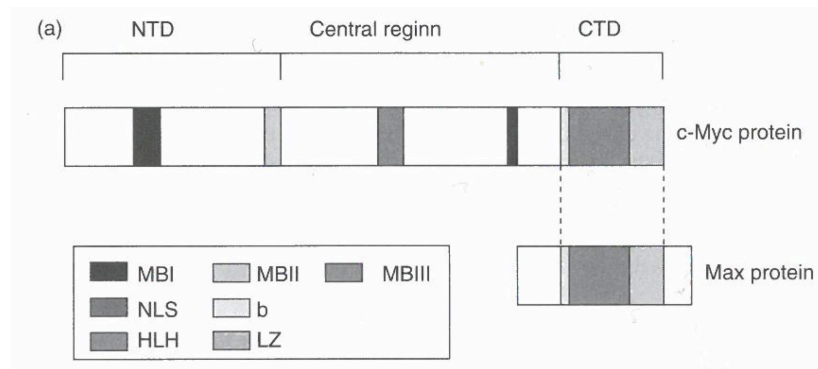 (a) NTD Central reginn CTD
c-Myc protein
Max protein
MBI MBII MBIII
NLS b
HLH LZ